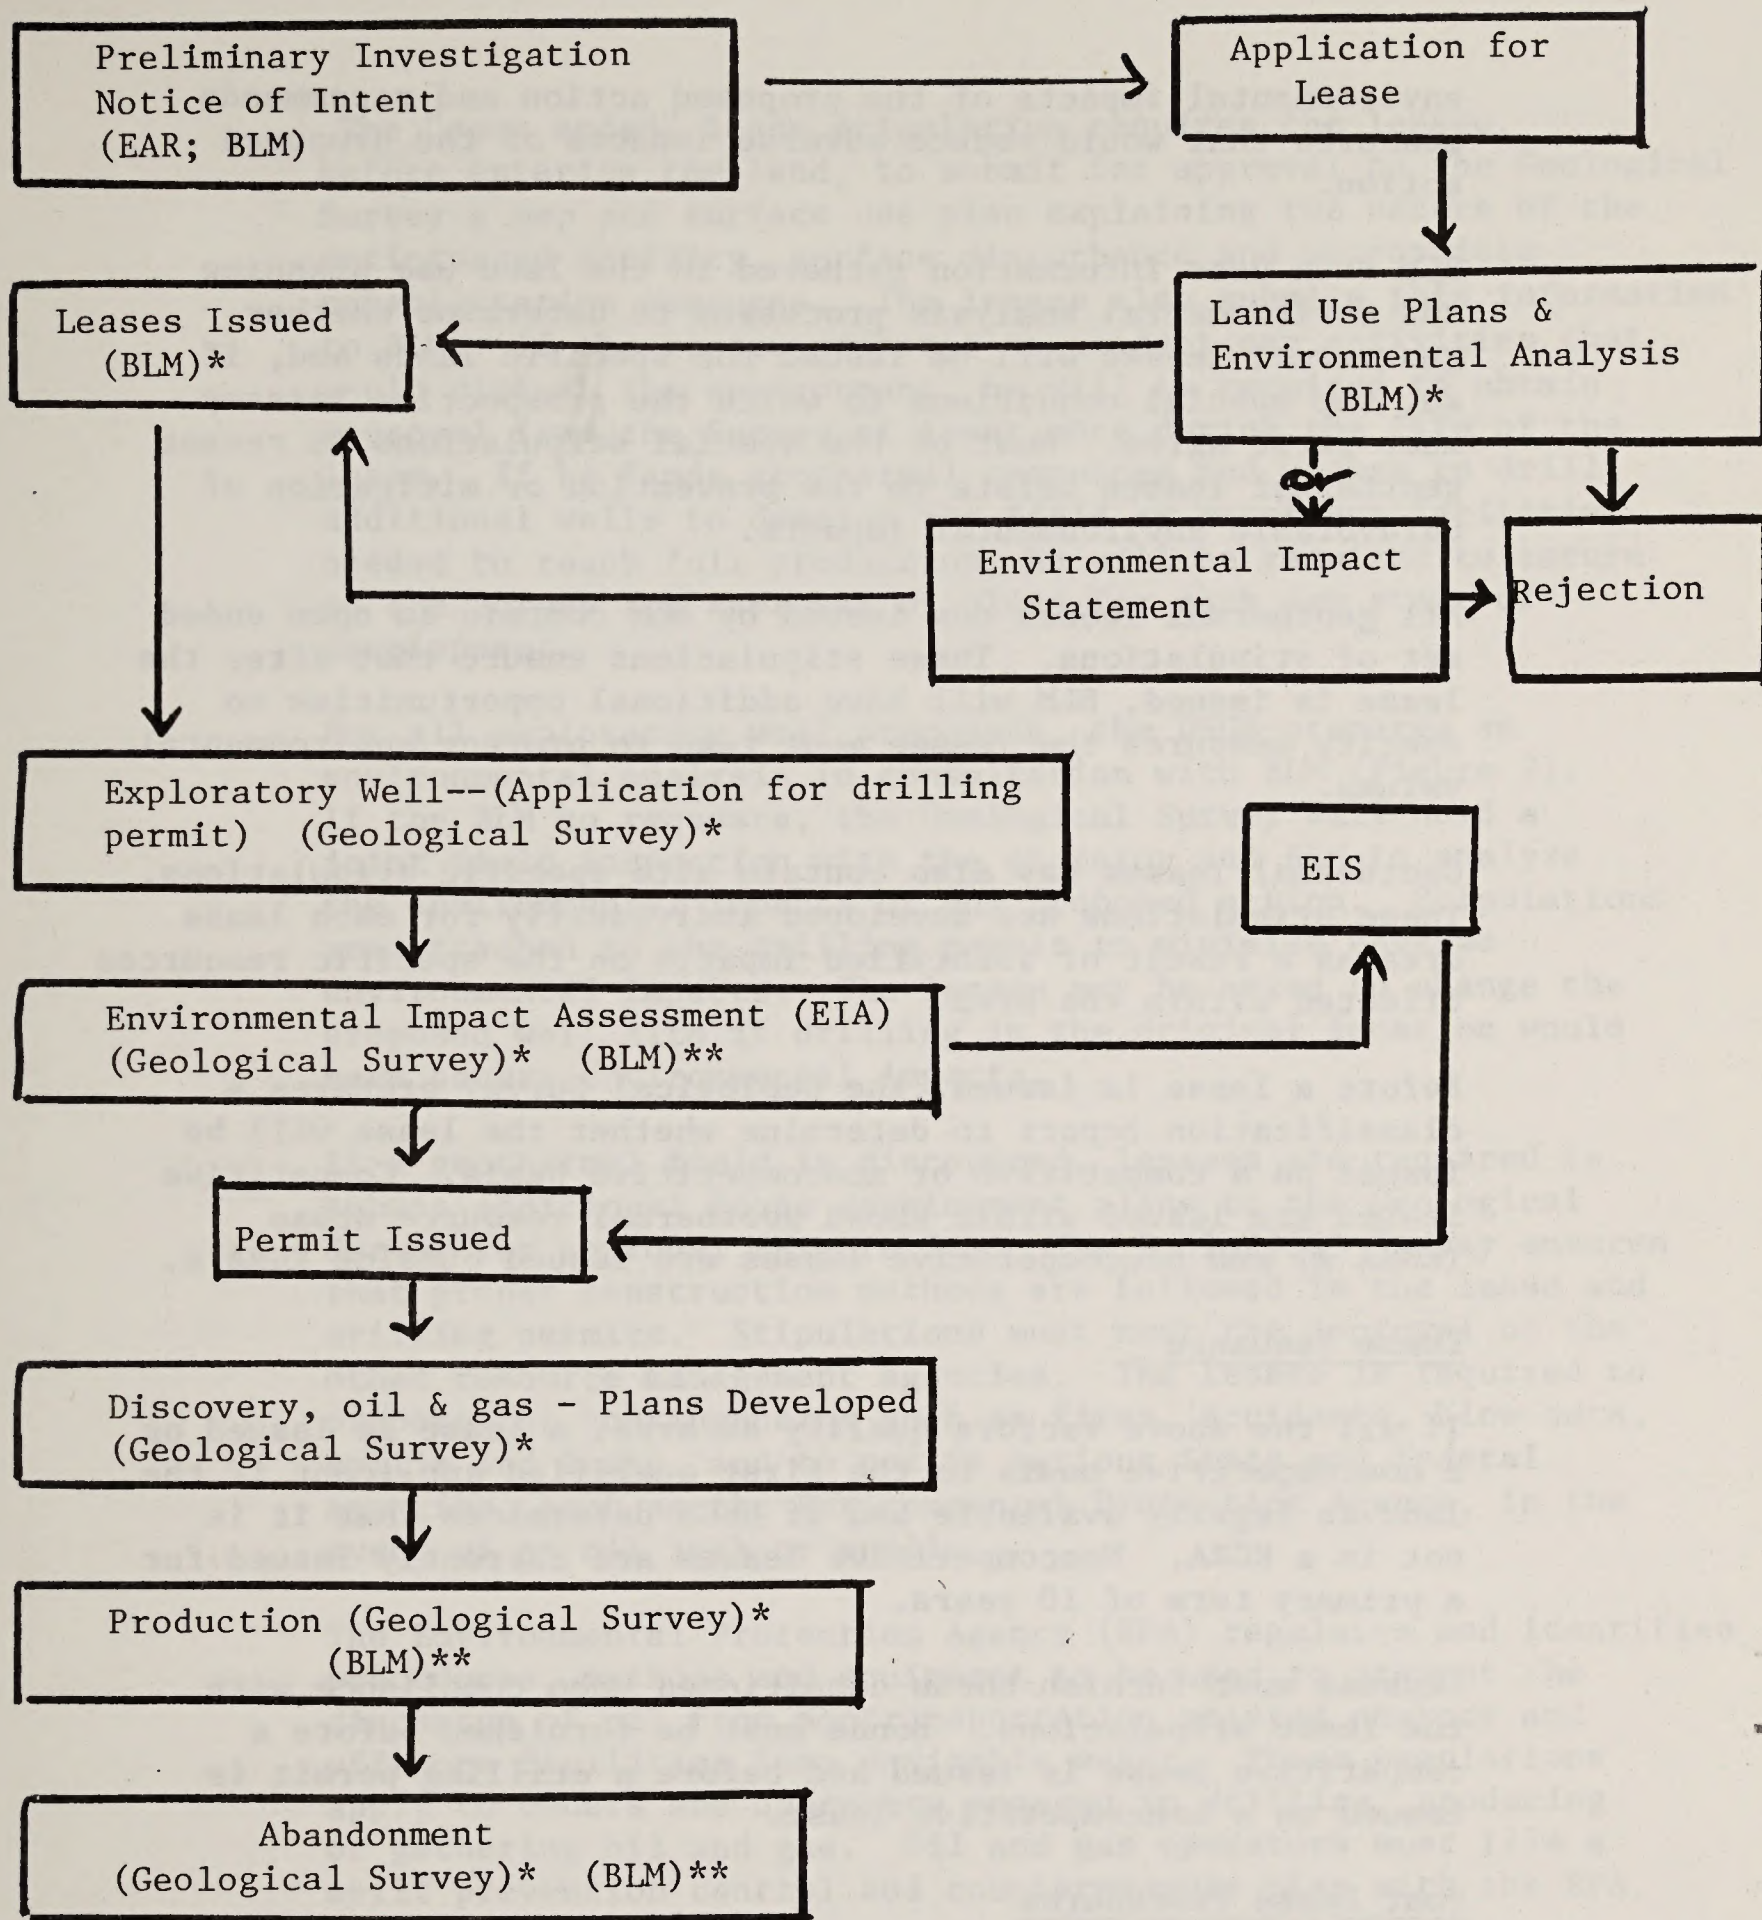 Preliminary Investigation
Notice of Intent
(EAR; BLM)
Application for
Lease
Leases Issued
(BLM)*
Land Use Plans &
Environmental Analysis
(BLM)*
or
Environmental Impact
Statement
Rejection
Exploratory Well--(Application for drilling
permit) (Geological Survey)*
EIS
Environmental Impact Assessment (EIA)
(Geological Survey)* (BLM)**
Permit Issued
Discovery, oil & gas - Plans Developed
(Geological Survey)*
Production (Geological Survey)*
(BLM)**
Abandonment
(Geological Survey)* (BLM)**